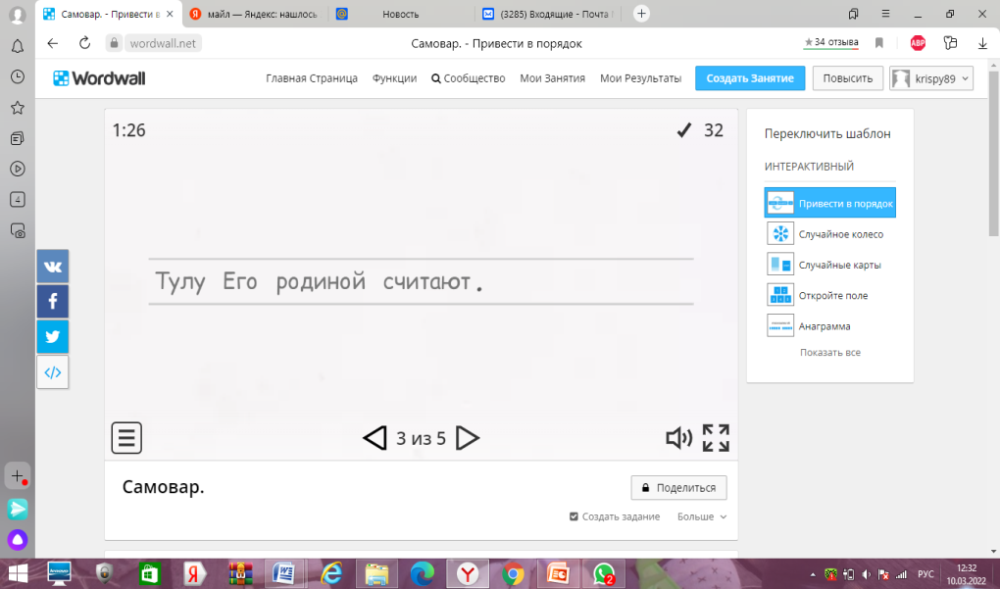 Самовар. - Привести в
майл — Яндекс: нашлось
Новость
(3285) Входящие - Почта
wordwall.net
Самовар. - Привести в порядок
34 отзыва
ABP
Wordwall
Главная Страница
Функции
Сообщество
Мои Занятия
Мои Результаты
Создать Занятие
Повысить
krispy89
1:26
32
Тулу Его родиной считают.
3 из 5
Переключить шаблон
ИНТЕРАКТИВНЫЙ
Привести в порядок
Случайное колесо
Случайные карты
Откройте поле
Анаграмма
Показать все
Самовар.
Поделиться
Создать задание
Больше
4
РУС
12:32
10.03.2022
2